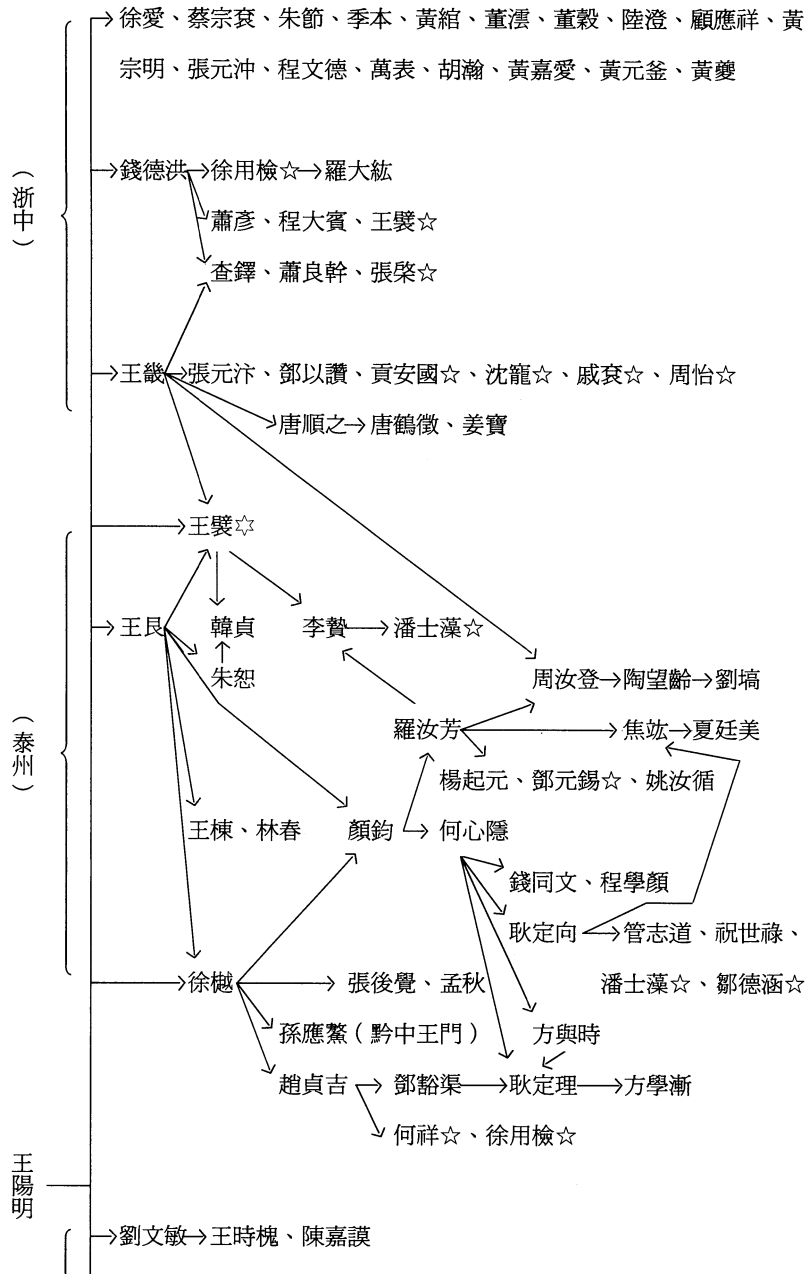 徐愛、蔡宗兗、朱節、季本、黃綰、董澐、董穀、陸澄、顧應祥、黃
宗明、張元沖、程文德、萬表、胡瀚、黃嘉愛、黃元釜、黃夔
（浙中）
錢德洪→徐用檢☆→羅大紘
蕭彥、程大賓、王襞☆
查鐸、蕭良幹、張棨☆
王畿→張元忭、鄧以讚、貢安國☆、沈寵☆、戚袞☆、周怡☆
唐順之→唐鶴徵、姜寶
王襞☆
王艮 韓貞 李贄→潘士藻☆
朱恕 周汝登→陶望齡→劉塙
（泰州）
羅汝芳 焦竑→夏廷美
楊起元、鄧元錫☆、姚汝循
王棟、林春 顏鈞→何心隱
錢同文、程學顏
耿定向→管志道、祝世祿、
徐樾→張後覺、孟秋 潘士藻☆、鄒德涵☆
孫應鰲（黔中王門） 方與時
趙貞吉→鄧豁渠→耿定理→方學漸
何祥☆、徐用檢☆
王陽明
劉文敏→王時槐、陳嘉謨